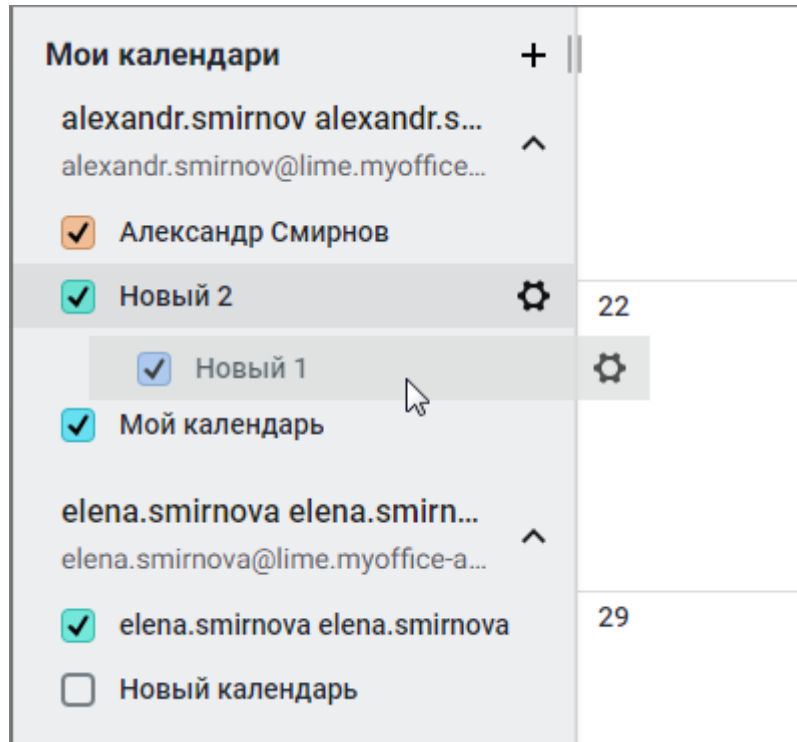 Мои календари
alexandr.smirnov alexandr.s...
alexandr.smirnov@lime.myoffice...
Александр Смирнов
Новый 2
22
Новый 1
Мой календарь
elena.smirnova elena.smirn...
elena.smirnova@lime.myoffice-a...
elena.smirnova elena.smirnova
29
Новый календарь